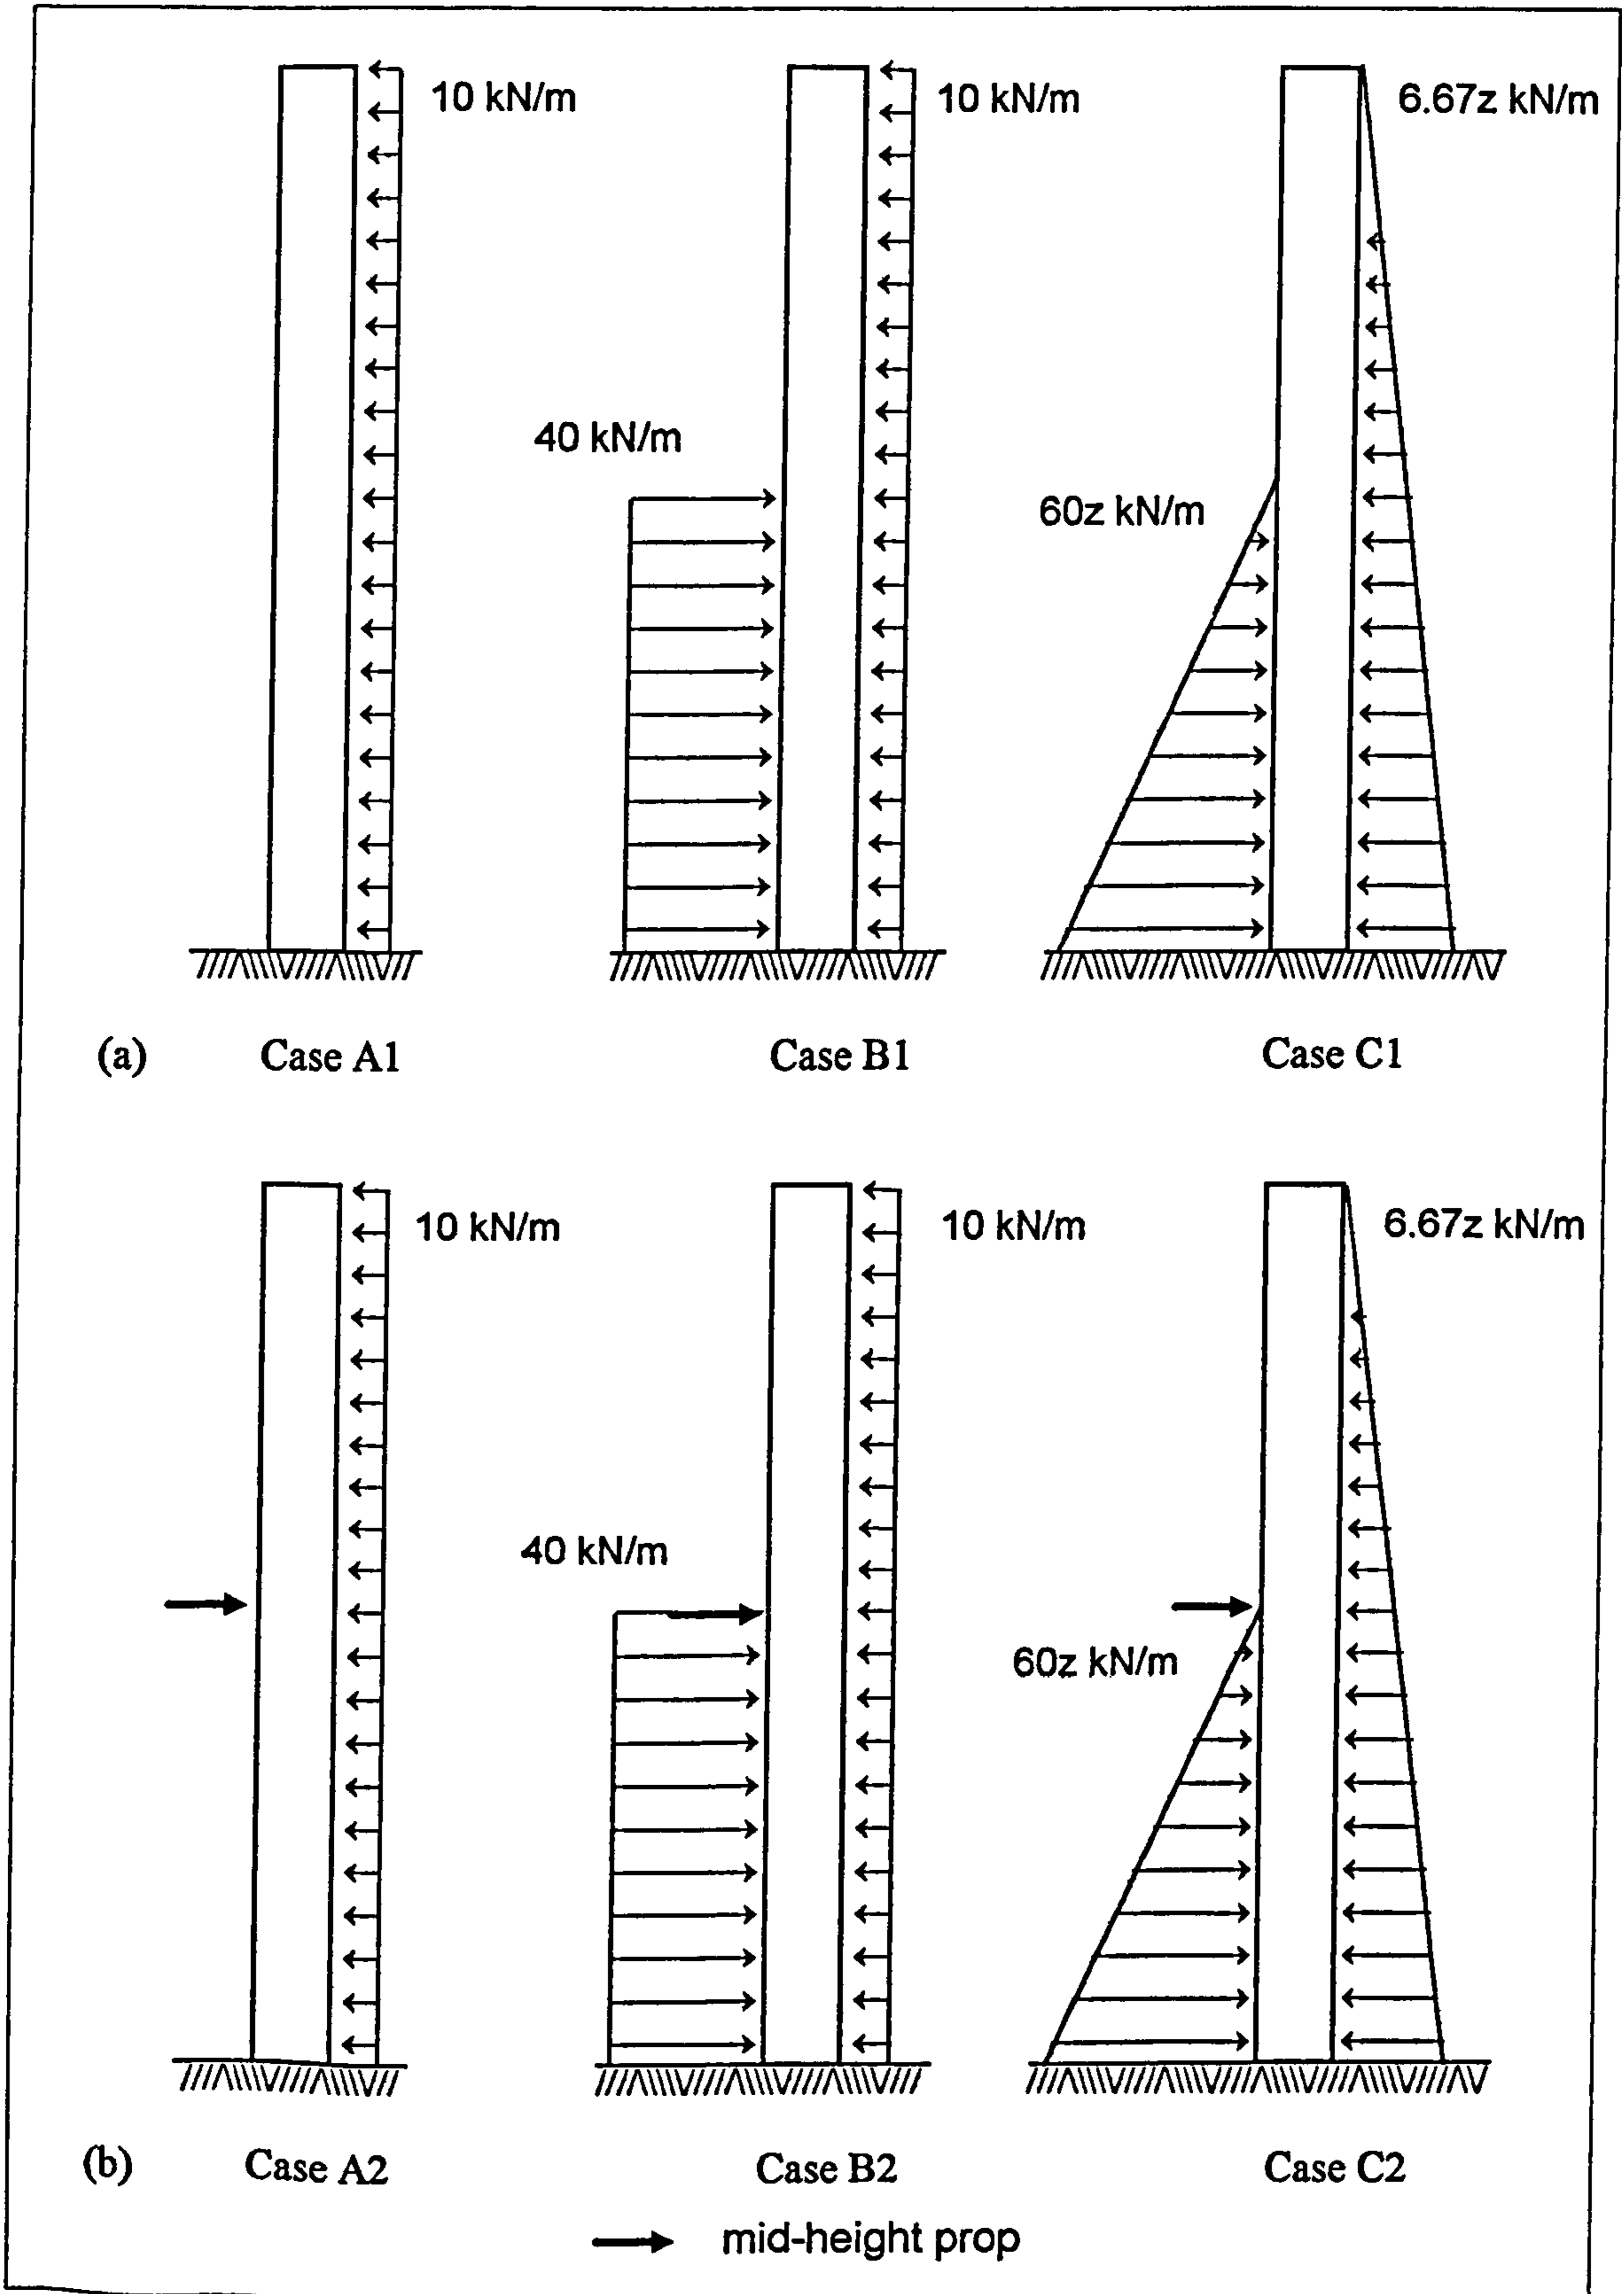 10 kN/m
10 kN/m
6.67z kN/m
40 kN/m
60z kN/m
(a) Case A1 Case B1 Case C1
10 kN/m
10 kN/m
6.67z kN/m
40 kN/m
60z kN/m
(b) Case A2 Case B2 Case C2
mid-height prop